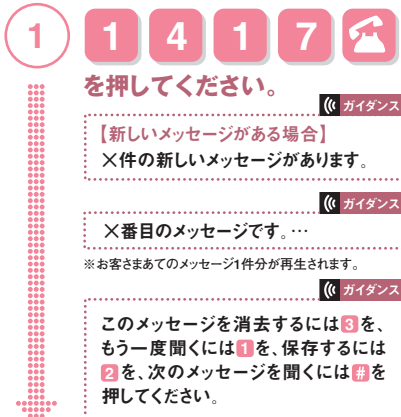 1
1 1 4 1 7
を押してください。
ガイダンス
【新しいメッセージがある場合】
×件の新しいメッセージがあります。
ガイダンス
×番目のメッセージです。…
※お客さまあてのメッセージ1件分が再生されます。
ガイダンス
このメッセージを消去するには3を、
もう一度聞くには1を、保存するには
2を、次のメッセージを聞くには#を
押してください。